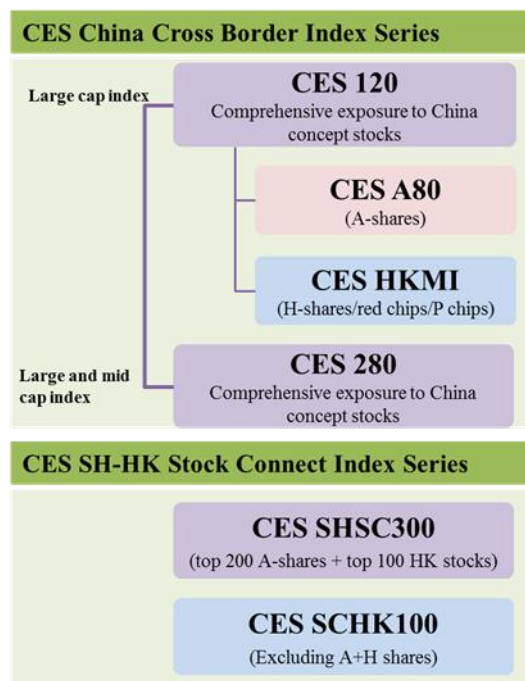 CES China Cross Border Index Series
Large cap index
CES 120
Comprehensive exposure to China
concept stocks
CES A80
(A-shares)
CES HKMI
(H-shares/red chips/P chips)
Large and mid
cap index
CES 280
Comprehensive exposure to China
concept stocks
CES SH-HK Stock Connect Index Series
CES SHSC300
(top 200 A-shares + top 100 HK stocks)
CES SCHK100
(Excluding A+H shares)